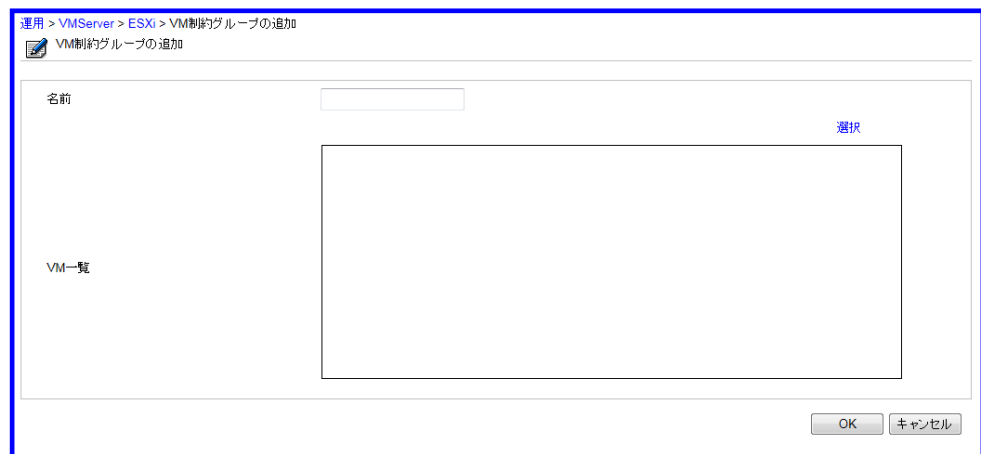 運用 > VMServer > ESXi > VM制約グループの追加
VM制約グループの追加
名前
選択
VM一覧
OK キャンセル